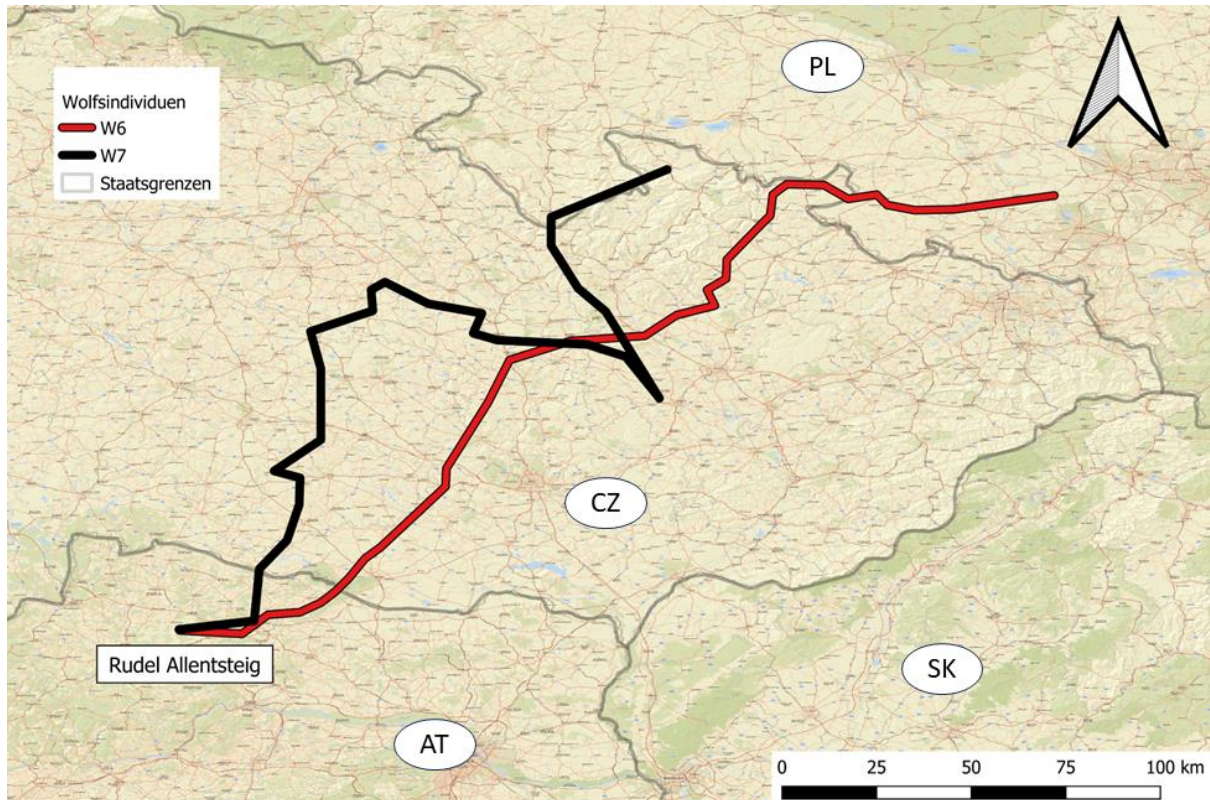 PL
Wolfsindividuen
W6
W7
Staatsgrenzen
CZ
Rudel Allentsteig
SK
AT
0 25 50 75 100 km